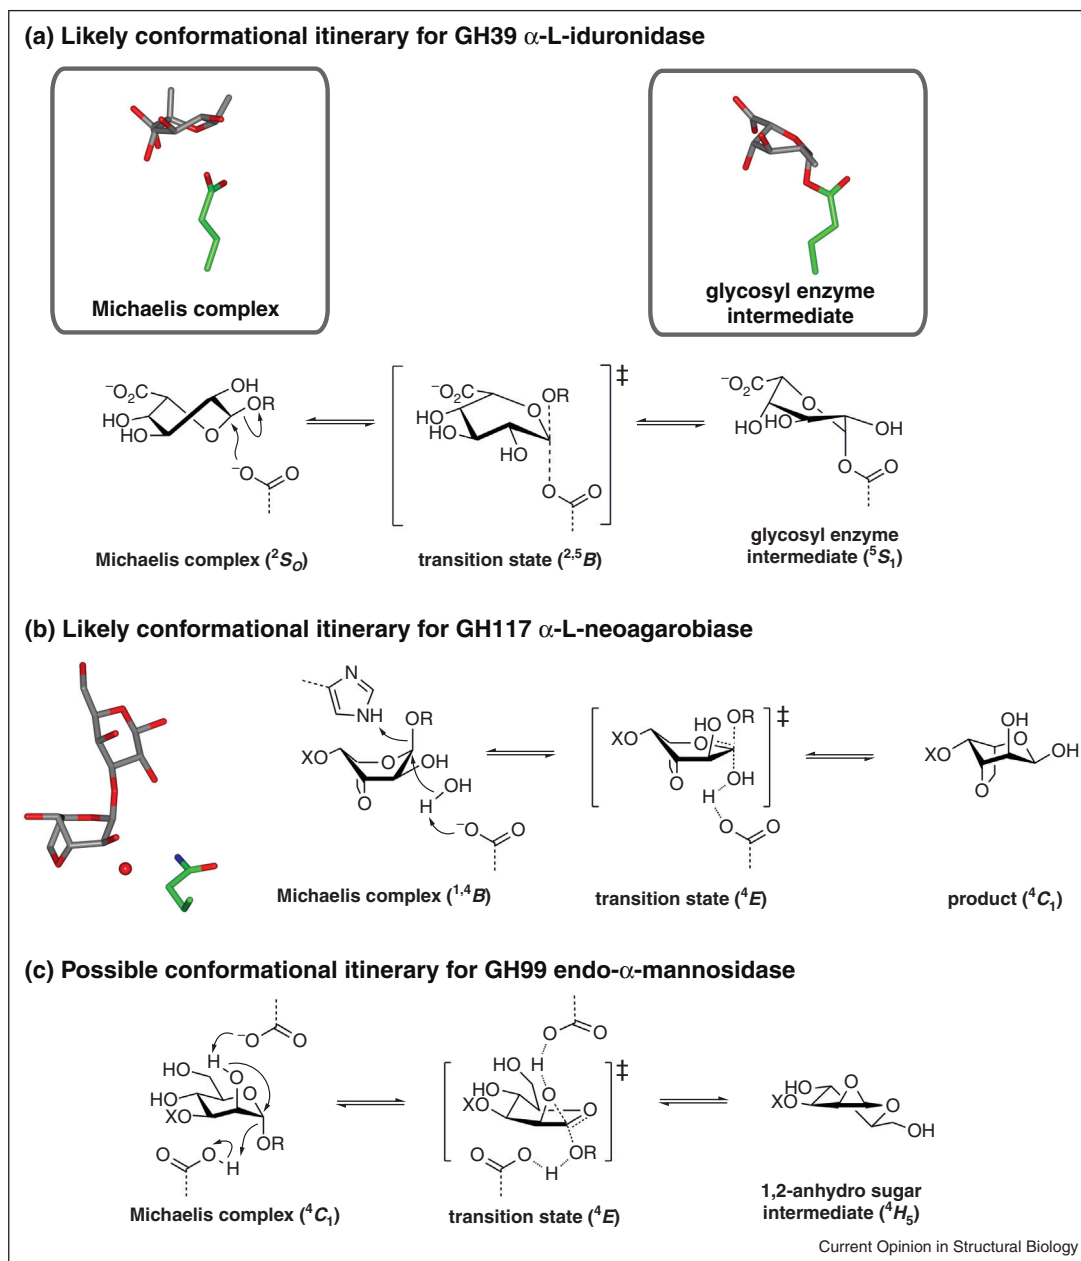 (a) Likely conformational itinerary for GH39 α-L-iduronidase
Michaelis complex
glycosyl enzyme
intermediate
⁻O₂C
OH
OR
HO
HO
O
⁻O
O
Michaelis complex (²S_O)
⁻O₂C
O
OR
HO
HO
HO
O
O
‡
transition state (²,⁵B)
⁻O₂C
O
HO
HO
OH
O
O
glycosyl enzyme
intermediate (⁵S₁)
(b) Likely conformational itinerary for GH117 α-L-neoagarobiase
N
NH
OR
XO
O
OH
O
OH
H
⁻O
O
Michaelis complex (¹,⁴B)
HO
OR
XO
O
O
OH
H
O
O
‡
transition state (⁴E)
OH
O
XO
OH
O
product (⁴C₁)
(c) Possible conformational itinerary for GH99 endo-α-mannosidase
⁻O
O
H
HO
O
HO
O
XO
OR
O
O
H
Michaelis complex (⁴C₁)
O
O
H
HO
O
HO
O
XO
OR
O
O
H
‡
transition state (⁴E)
HO
O
XO
O
OH
1,2-anhydro sugar
intermediate (⁴H₅)
Current Opinion in Structural Biology